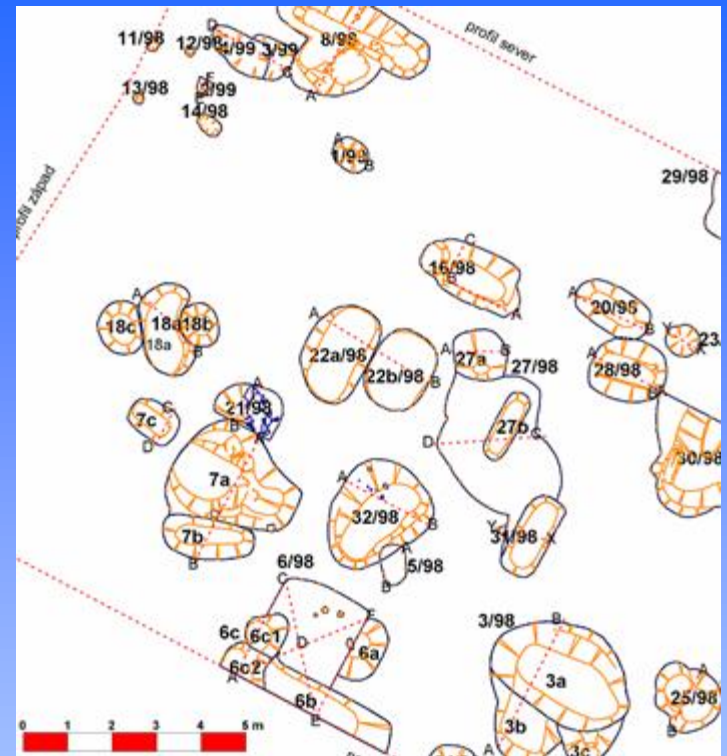 profil sever
11/98
12/98
4/99
3/99
8/98
D
C
A
13/98
F
2/99
E
14/98
A
1/98
B
29/98
profil západ
C
16/98
B
A
A
20/98
B
Y
23/
X
A
18c
18a
18b
18a
B
A
22a/98
22b/98
B
A
27a
S
27/98
A
28/98
B
7c
C
D
A
21/98
B
27b
D
C
30/98
7a
A
32/98
B
7b
C
B
Y
31/98
X
A
5/98
B
6/98
C
F
6c
6c1
D
6a
6c2
A
6b
E
3/98
B
3a
3b
A
3c
A
25/98
B
0
1
2
3
4
5 m